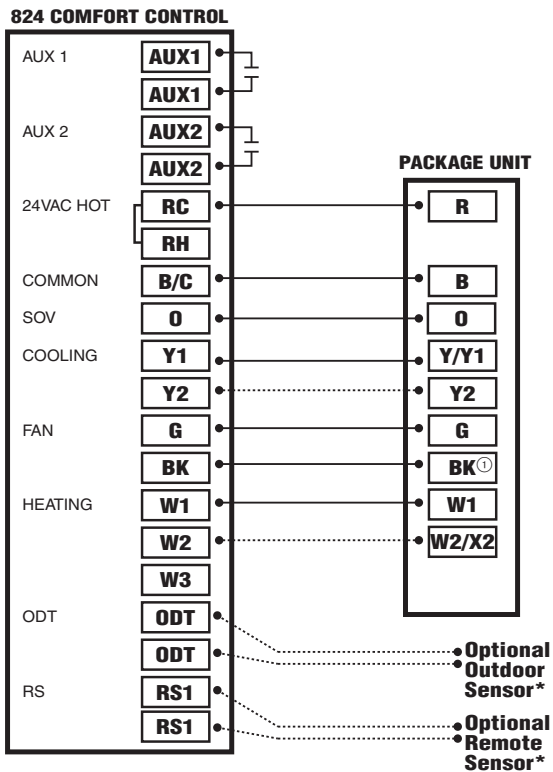 824 COMFORT CONTROL
AUX 1
AUX1
AUX1
AUX 2
AUX2
AUX2
PACKAGE UNIT
24VAC HOT
RC
R
RH
COMMON
B/C
B
SOV
O
O
COOLING
Y1
Y/Y1
Y2
Y2
FAN
G
G
BK
BK①
HEATING
W1
W1
W2
W2/X2
W3
ODT
ODT
ODT
Optional
Outdoor
Sensor*
RS
RS1
RS1
Optional
Remote
Sensor*